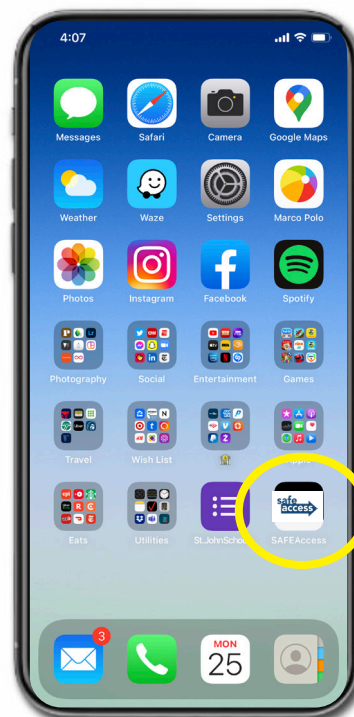 4:07
Messages
Safari
Camera
Google Maps
Weather
Waze
Settings
Marco Polo
Photos
Instagram
Facebook
Spotify
Photography
Social
Entertainment
Games
Travel
Wish List
safe
access
Eats
Utilities
St.JohnScho
SAFEAccess
3
MON
25